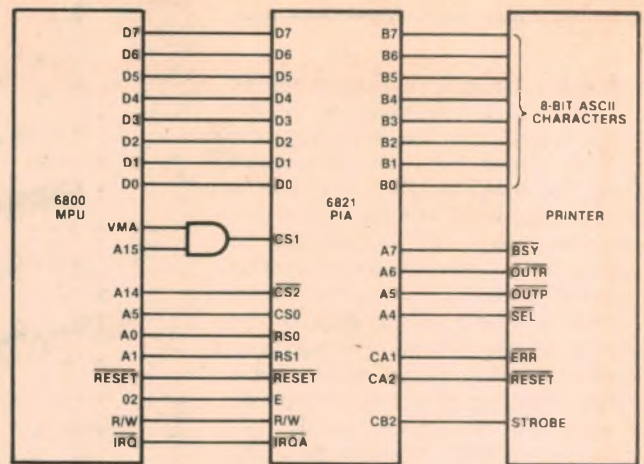 D7 D7 B7
D6 D6 B6
D5 D5 B5
D4 D4 B4
D3 D3 B3
D2 D2 B2
D1 D1 B1
D0 D0 B0
8-BIT ASCII
CHARACTERS
6800
MPU
6821
PIA
PRINTER
VMA
A15
CS1
A7 BSY
A6 OUTR
A14 CS2 A5 OUTP
A5 CS0 A4 SEL
A0 RS0
A1 RS1 CA1 ERR
RESET RESET CA2 RESET
02 E
R/W R/W CB2 STROBE
IRQ IRQA